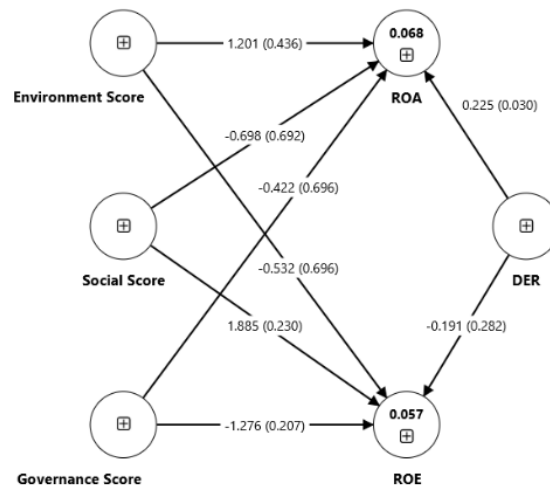 0.068
1.201 (0.436)
Environment Score
ROA
0.225 (0.030)
-0.698 (0.692)
-0.422 (0.696)
Social Score
DER
-0.532 (0.696)
1.885 (0.230)
-0.191 (0.282)
0.057
-1.276 (0.207)
Governance Score
ROE